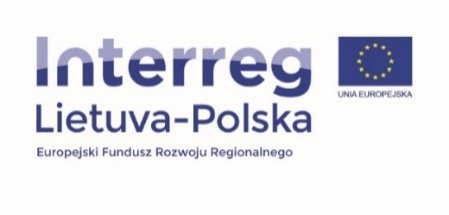 Interreg
UNIA EUROPEJSKA
Lietuva-Polska
Europejski Fundusz Rozwoju Regionalnego